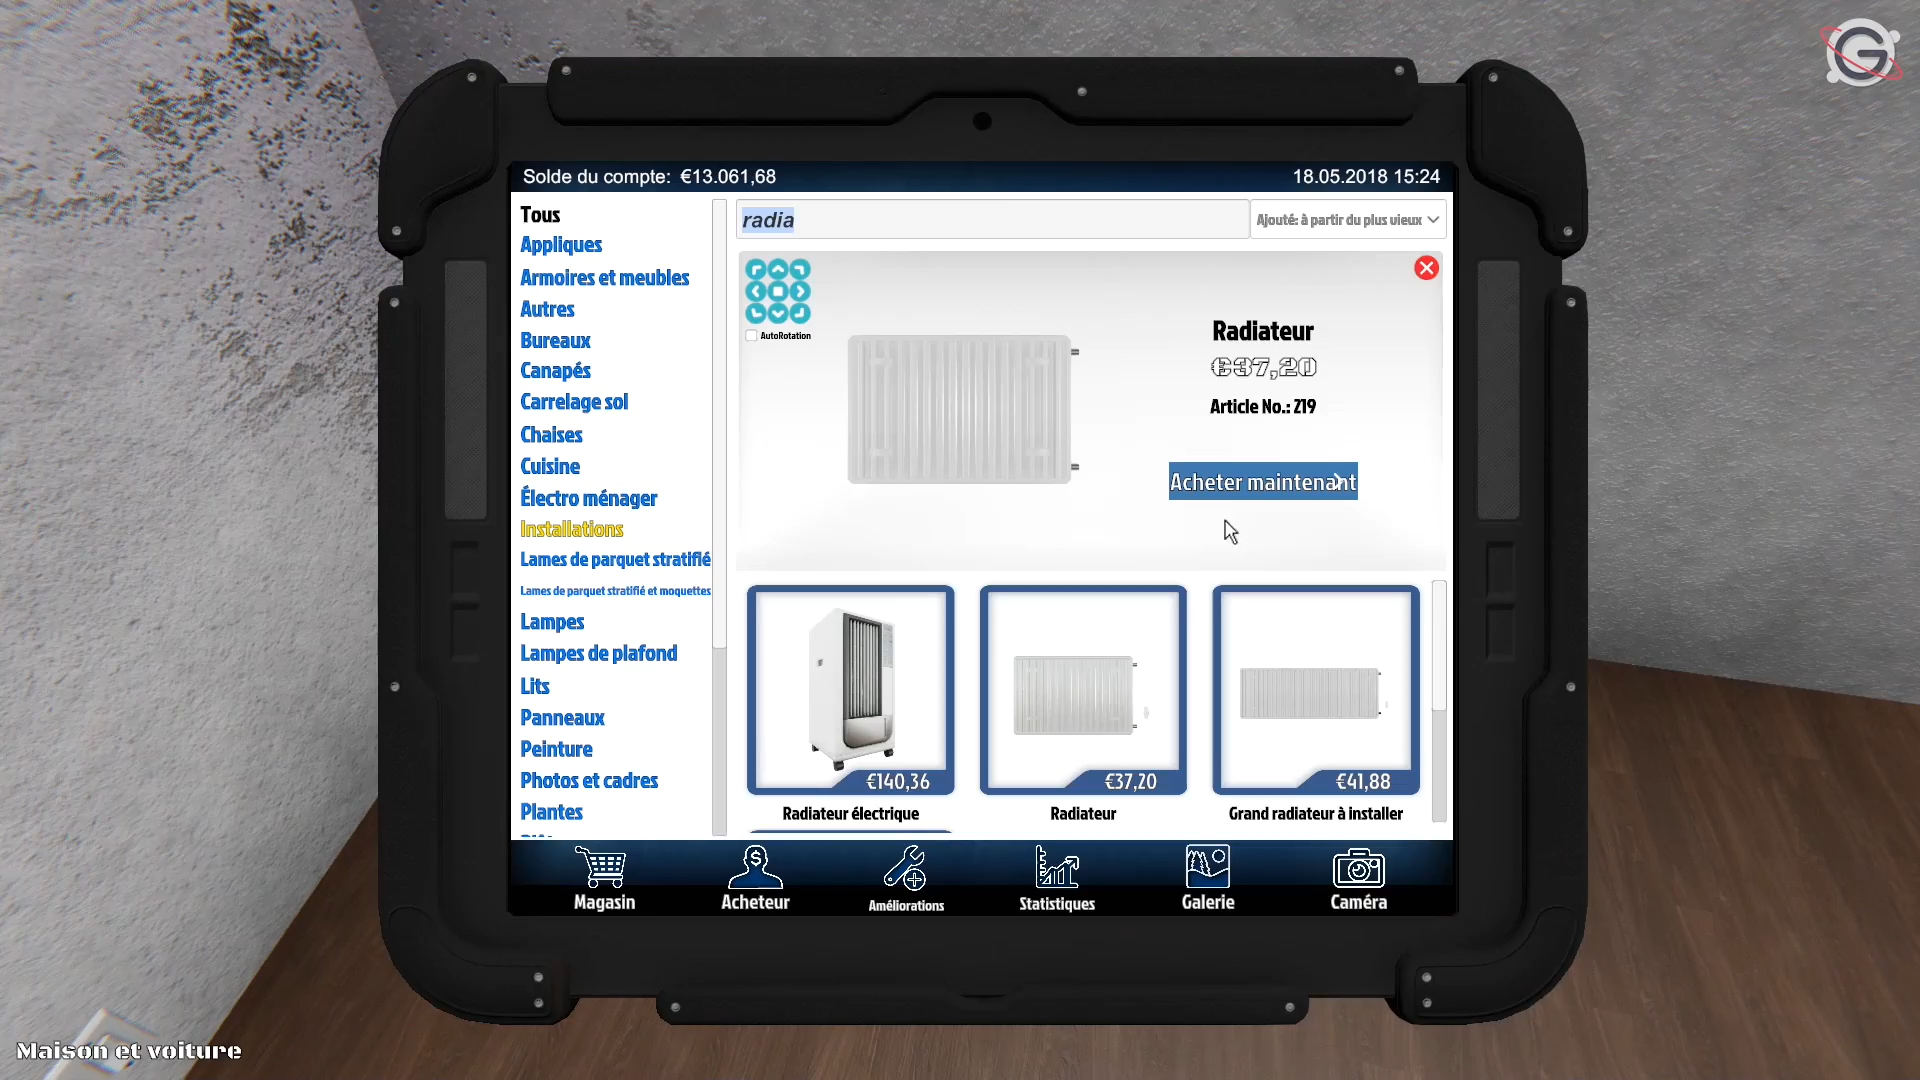 Solde du compte: €13.061,68
18.05.2018 15:24
radia
Ajouté: à partir du plus vieux
Tous
Appliques
Armoires et meubles
Autres
Bureaux
Canapés
Carrelage sol
Chaises
Cuisine
Électro ménager
Installations
Lames de parquet stratifié
Lames de parquet stratifié et moquettes
Lampes
Lampes de plafond
Lits
Panneaux
Peinture
Photos et cadres
Plantes
AutoRotation
Radiateur
€37,20
Article No.: 219
Acheter maintenant
€140,36
Radiateur électrique
€37,20
Radiateur
€41,88
Grand radiateur à installer
Magasin
Acheteur
Améliorations
Statistiques
Galerie
Caméra
Maison et voiture
G